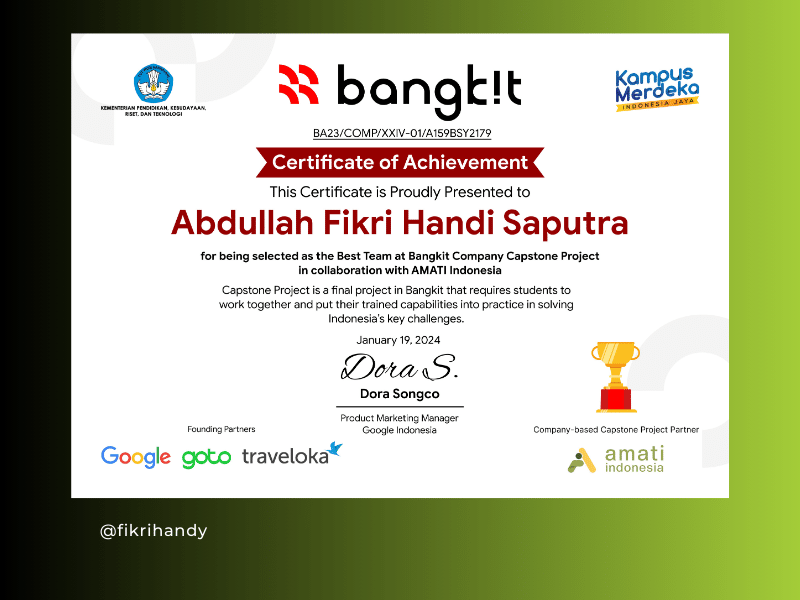 KEMENTERIAN PENDIDIKAN, KEBUDAYAAN,
RISET, DAN TEKNOLOGI
bangk!t
Kampus
Merdeka
INDONESIA JAYA
BA23/COMP/XXIV-01/A159BSY2179
Certificate of Achievement
This Certificate is Proudly Presented to
Abdullah Fikri Handi Saputra
for being selected as the Best Team at Bangkit Company Capstone Project
in collaboration with AMATI Indonesia
Capstone Project is a final project in Bangkit that requires students to
work together and put their trained capabilities into practice in solving
Indonesia's key challenges.
January 19, 2024
Dora S.
Dora Songco
Product Marketing Manager
Google Indonesia
Founding Partners
Google goto traveloka
Company-based Capstone Project Partner
amati
indonesia
@fikrihandy